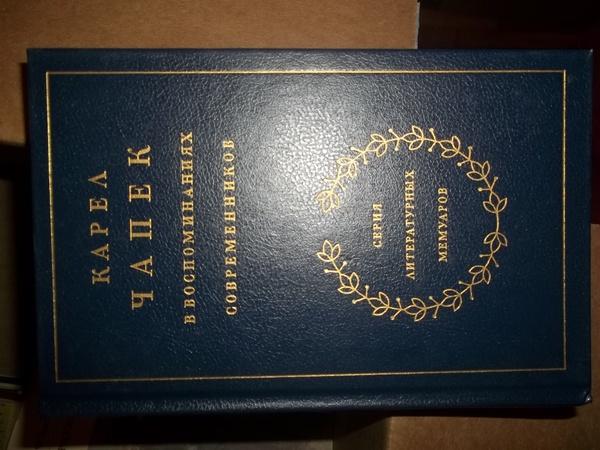 КАРЕЛ
ЧАПЕК
В ВОСПОМИНАНИЯХ
СОВРЕМЕННИКОВ
СЕРИЯ
ЛИТЕРАТУРНЫХ
МЕМУАРОВ